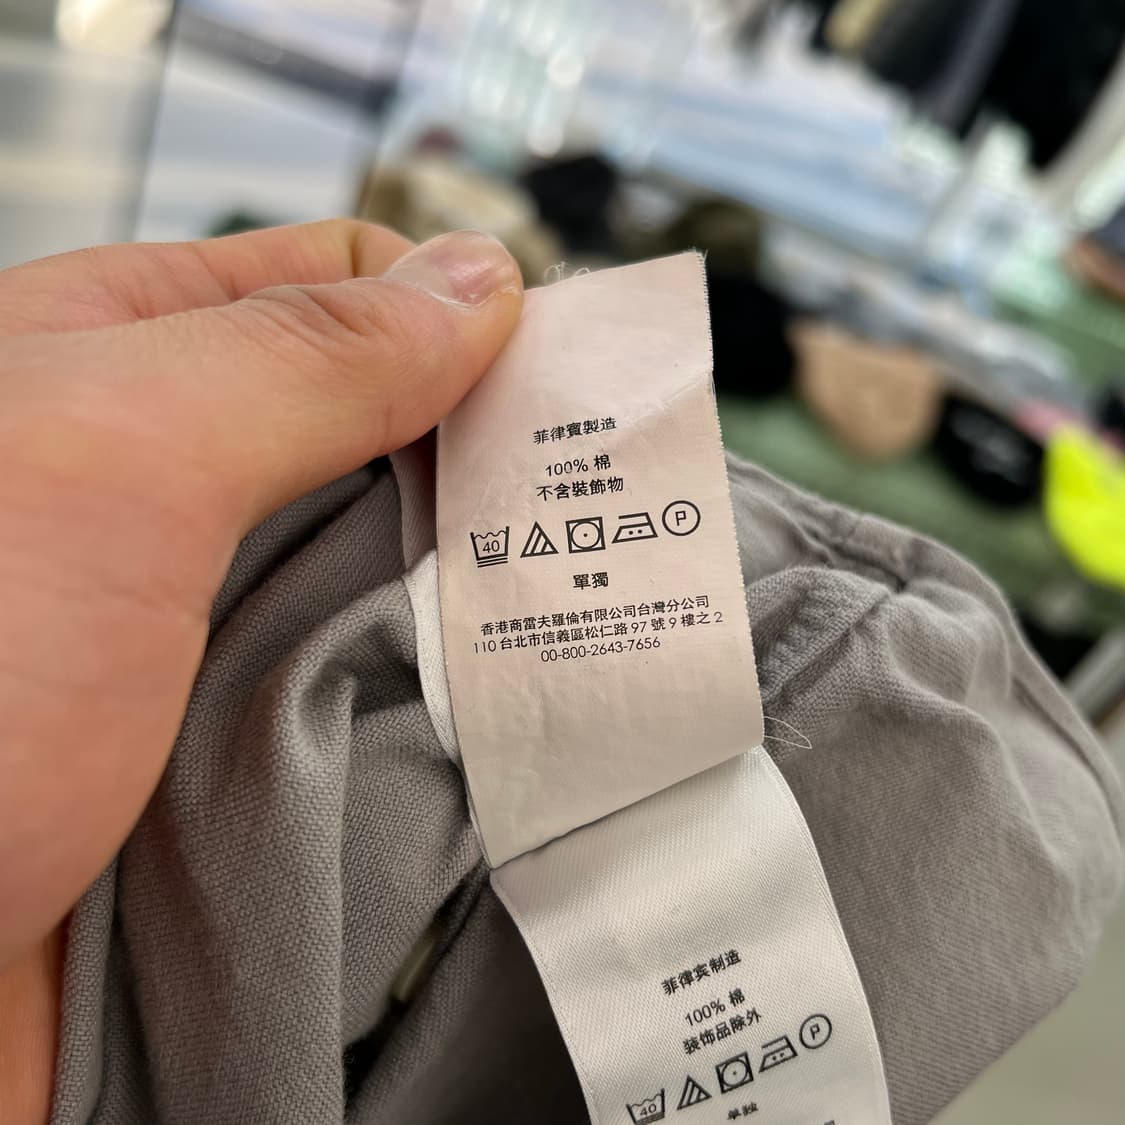 菲律賓製造
100% 棉
不含裝飾物
40
P
單獨
香港商雷夫羅倫有限公司台灣分公司
110 台北市信義區松仁路 97 號 9 樓之 2
00-800-2643-7656
菲律宾制造
100% 棉
装饰品除外
40
P
单独